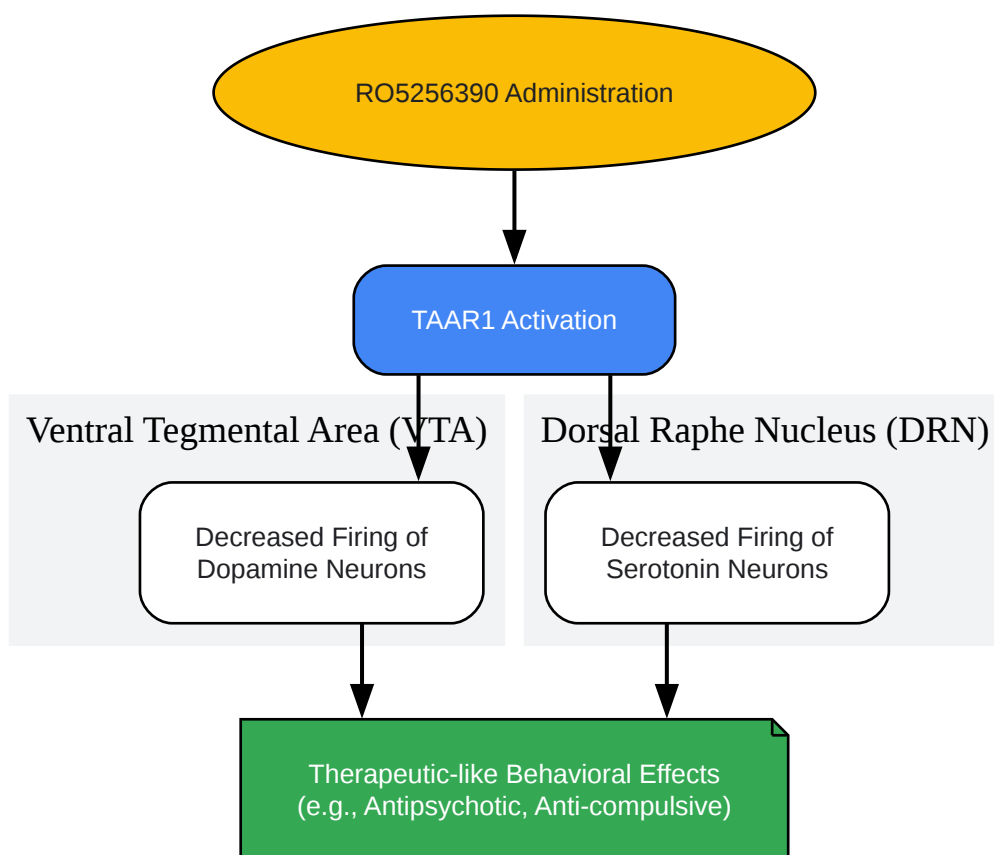 RO5256390 Administration
TAAR1 Activation
Ventral Tegmental Area (VTA)
Dorsal Raphe Nucleus (DRN)
Decreased Firing of
Dopamine Neurons
Decreased Firing of
Serotonin Neurons
Therapeutic-like Behavioral Effects
(e.g., Antipsychotic, Anti-compulsive)